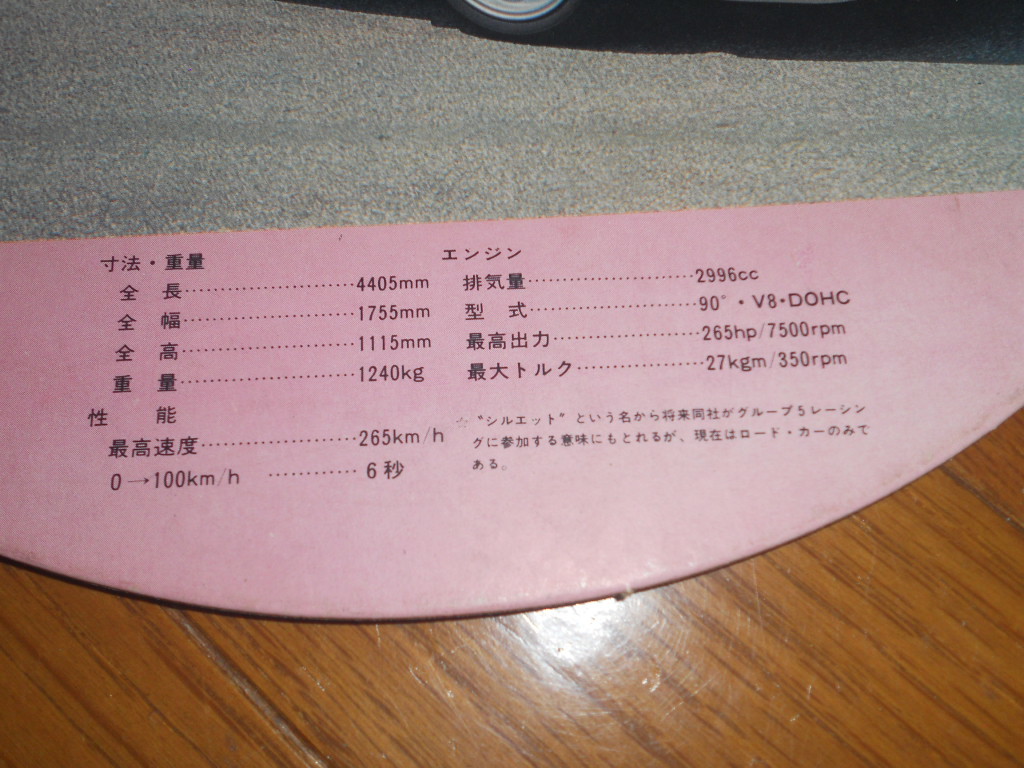 寸法・重量
全　長…………………4405mm
全　幅…………………1755mm
全　高…………………1115mm
重　量…………………1240kg
性　　能
最高速度………………265km/h
0→100km/h　…………６秒
エンジン
排気量…………………2996cc
型　式…………………90°・V8・DOHC
最高出力………………265hp/7500rpm
最大トルク……………27kgm/350rpm
☆“シルエット”という名から将来同社がグループ５レーシン
グに参加する意味にもとれるが、現在はロード・カーのみで
ある。